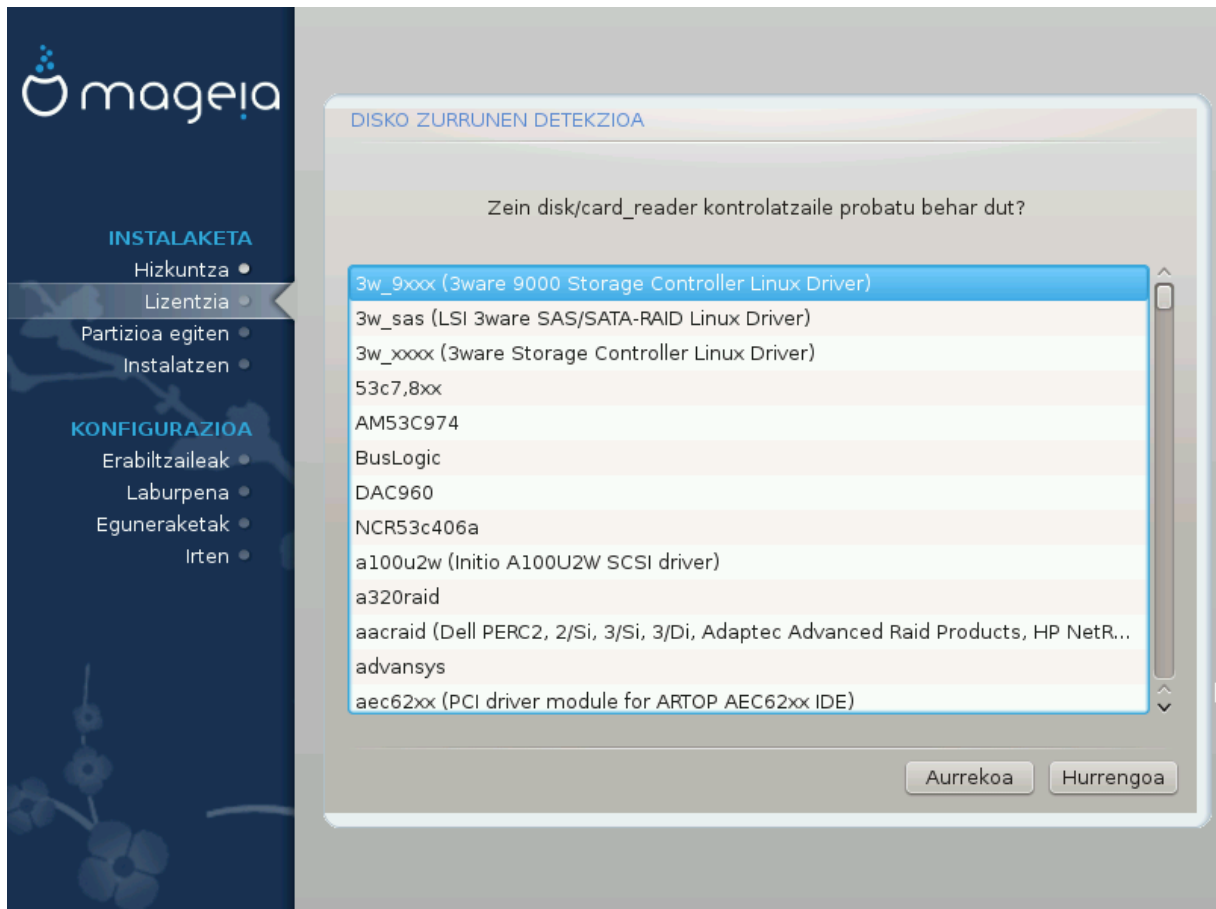 mageia
INSTALAKETA
Hizkuntza
Lizentzia
Partizioa egiten
Instalatzen
KONFIGURAZIOA
Erabiltzaileak
Laburpena
Eguneraketak
Irten
DISKO ZURRUNEN DETEKZIOA
Zein disk/card_reader kontrolatzaile probatu behar dut?
3w_9xxx (3ware 9000 Storage Controller Linux Driver)
3w_sas (LSI 3ware SAS/SATA-RAID Linux Driver)
3w_xxxx (3ware Storage Controller Linux Driver)
53c7,8xx
AM53C974
BusLogic
DAC960
NCR53c406a
a100u2w (Initio A100U2W SCSI driver)
a320raid
aacraid (Dell PERC2, 2/Si, 3/Si, 3/Di, Adaptec Advanced Raid Products, HP NetR...
advansys
aec62xx (PCI driver module for ARTOP AEC62xx IDE)
Aurrekoa
Hurrengoa